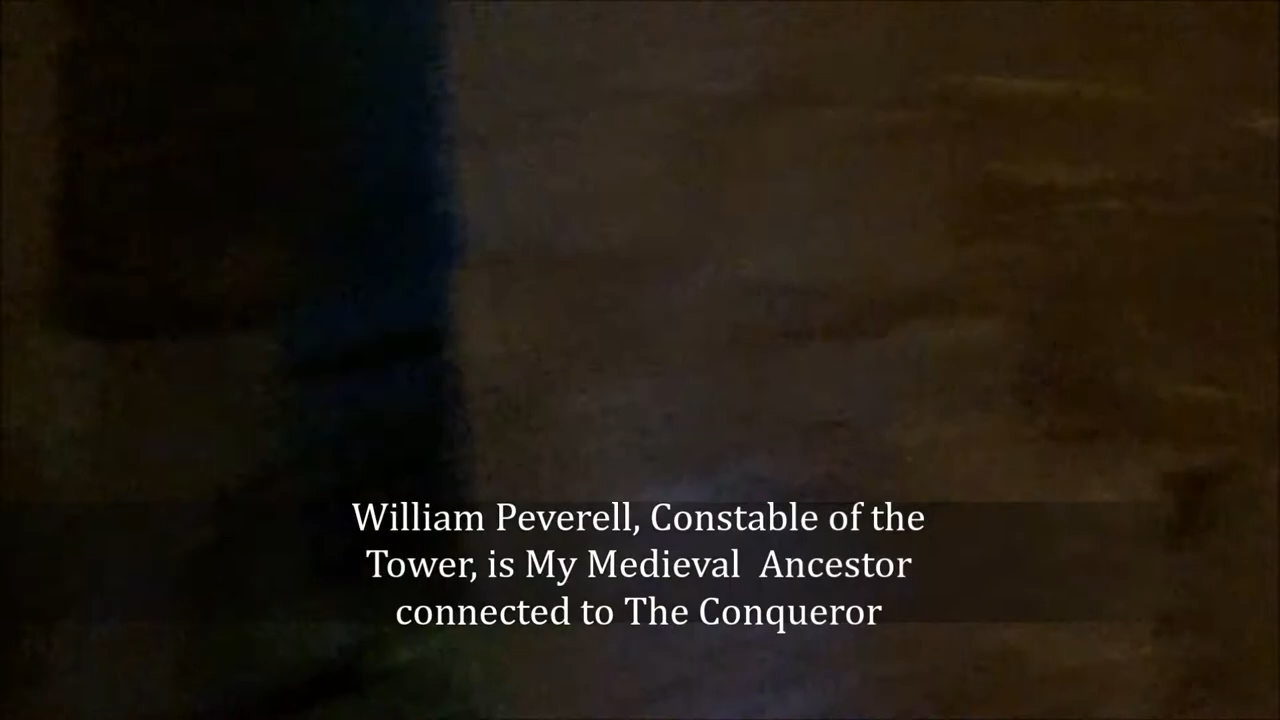 William Peverell, Constable of the
Tower, is My Medieval  Ancestor
connected to The Conqueror